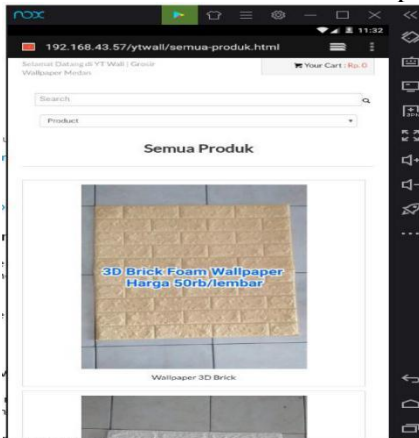 nox
11:32
192.168.43.57/ytwall/semua-produk.html
Selamat Datang di YT Wall | Grosir
Wallpaper Medan
Your Cart : Rp. 0
Search
Product
Semua Produk
3D Brick Foam Wallpaper
Harga 50rb/lembar
Wallpaper 3D Brick